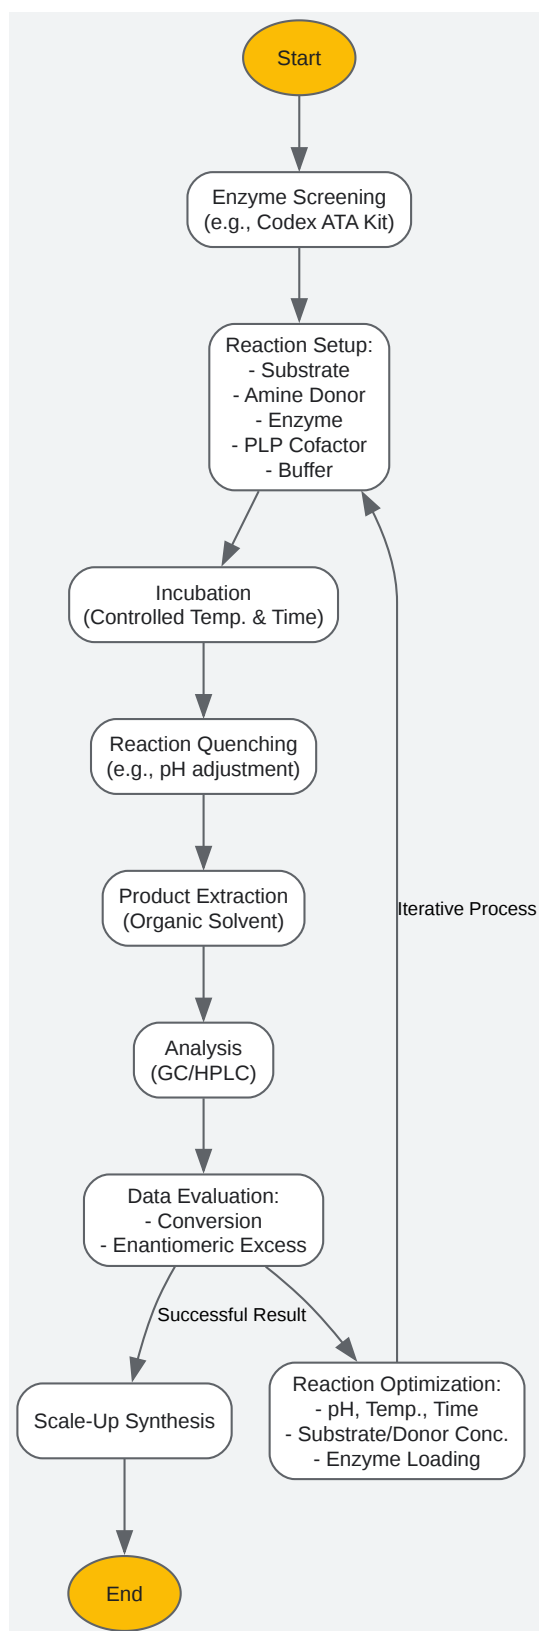 Start
Enzyme Screening
(e.g., Codex ATA Kit)
Reaction Setup:
- Substrate
- Amine Donor
- Enzyme
- PLP Cofactor
- Buffer
Incubation
(Controlled Temp. & Time)
Reaction Quenching
(e.g., pH adjustment)
Product Extraction
(Organic Solvent)
Iterative Process
Analysis
(GC/HPLC)
Data Evaluation:
- Conversion
- Enantiomeric Excess
Successful Result
Scale-Up Synthesis
Reaction Optimization:
- pH, Temp., Time
- Substrate/Donor Conc.
- Enzyme Loading
End